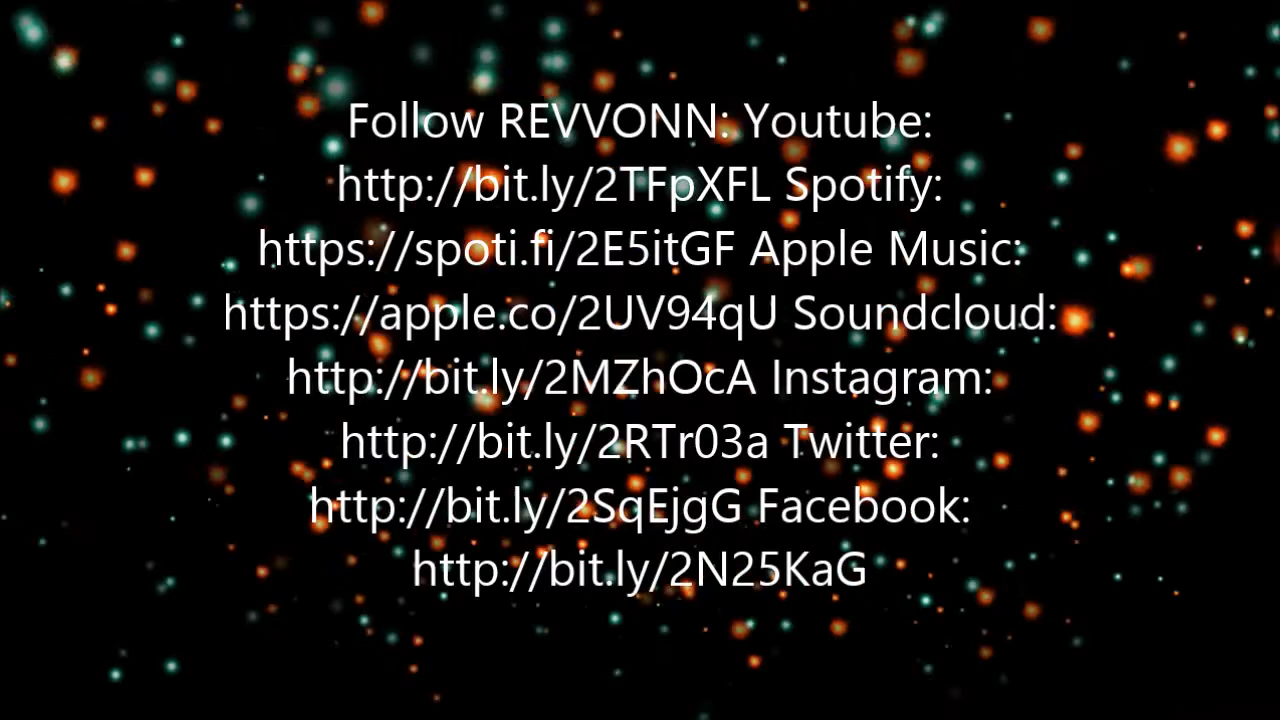 Follow REVVONN: Youtube:
http://bit.ly/2TFpXFL Spotify:
https://spoti.fi/2E5itGF Apple Music:
https://apple.co/2UV94qU Soundcloud:
http://bit.ly/2MZhOcA Instagram:
http://bit.ly/2RTr03a Twitter:
http://bit.ly/2SqEjgG Facebook:
http://bit.ly/2N25KaG